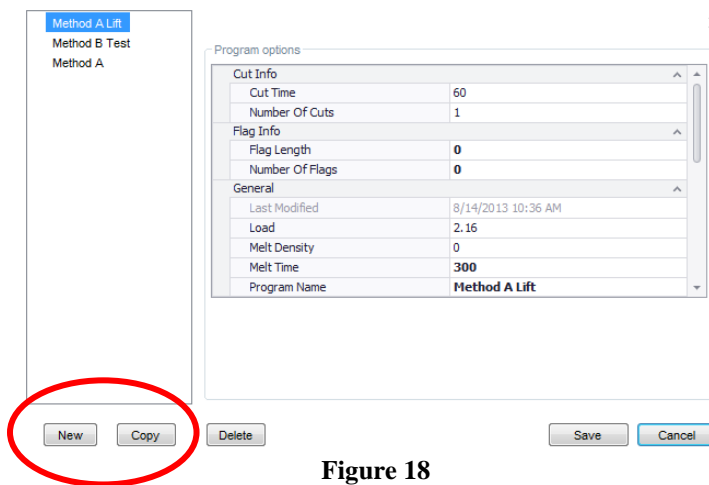 Method A Lift
Method B Test
Method A
Program options
Cut Info
Cut Time 60
Number Of Cuts 1
Flag Info
Flag Length 0
Number Of Flags 0
General
Last Modified 8/14/2013 10:36 AM
Load 2.16
Melt Density 0
Melt Time 300
Program Name Method A Lift
New Copy Delete Save Cancel
Figure 18